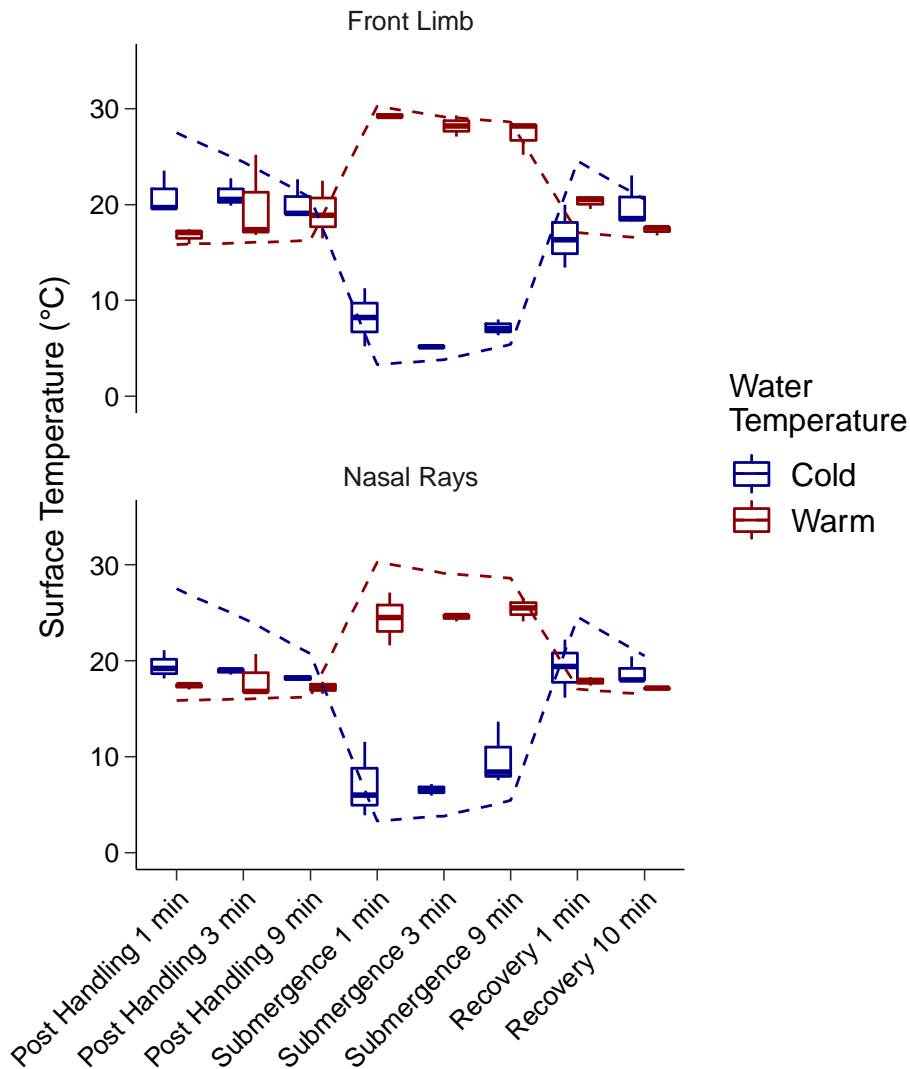 Front Limb
30
20
10
0
Surface Temperature (°C)
Nasal Rays
30
20
10
0
Post Handling 1 min
Post Handling 3 min
Post Handling 9 min
Submergence 1 min
Submergence 3 min
Submergence 9 min
Recovery 1 min
Recovery 10 min
Water
Temperature
Cold
Warm